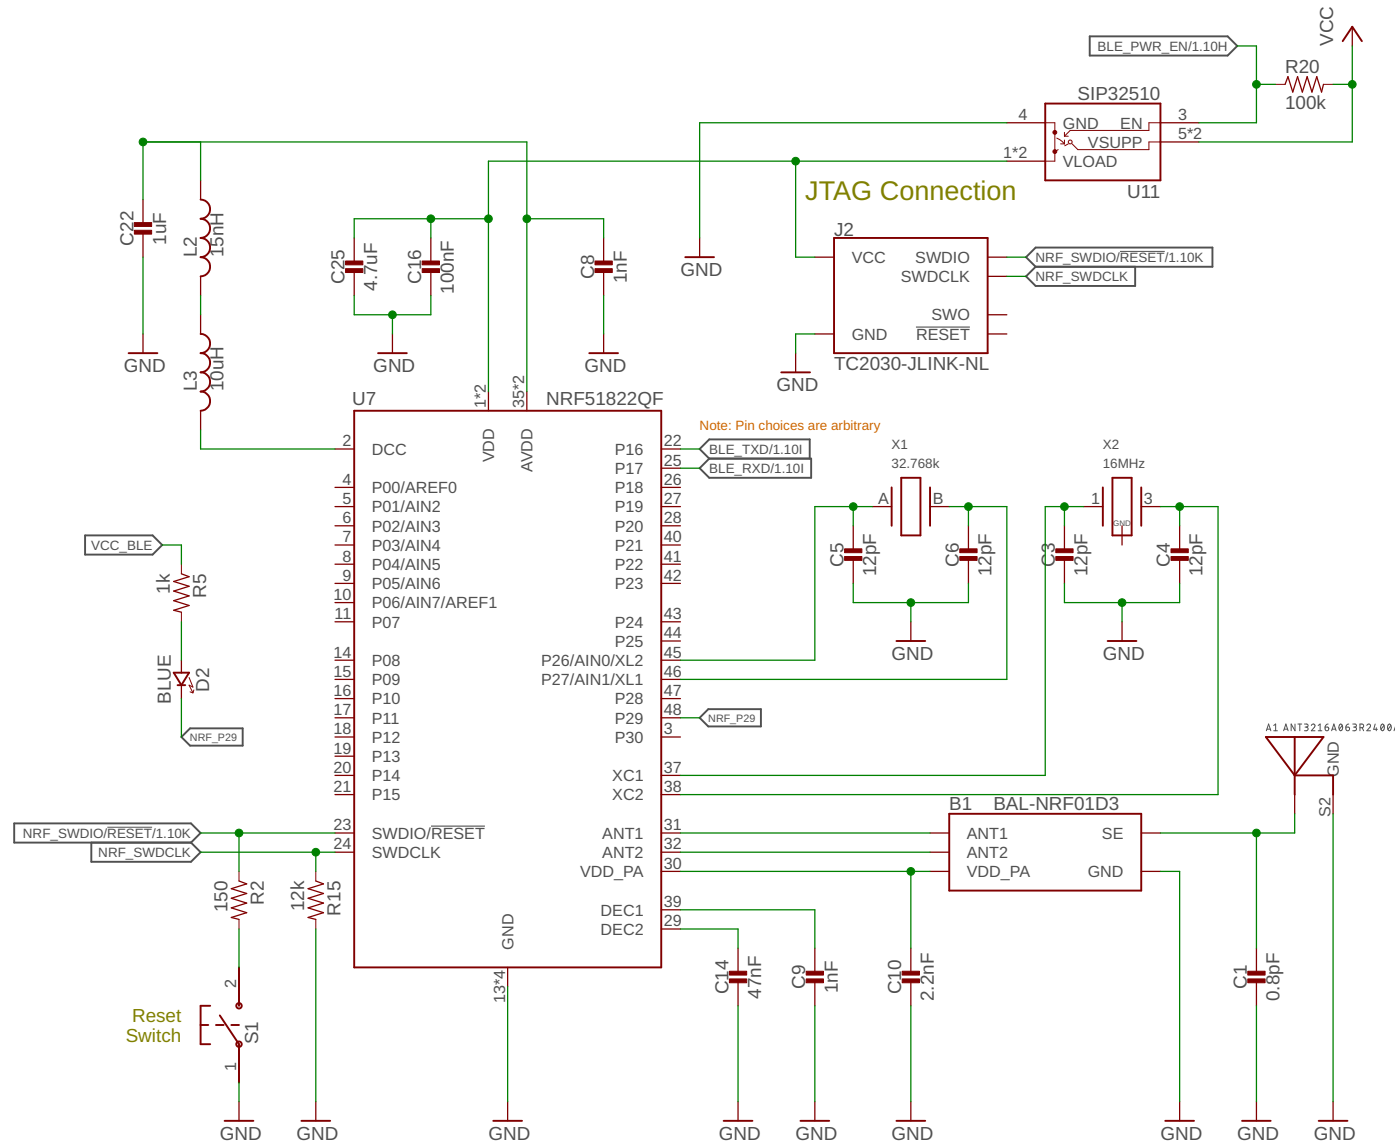 VCC
BLE_PWR_EN/1.10H
R20
100k
SIP32510
4
GND
EN
3
VSUPP
5*2
1*2
VLOAD
U11
JTAG Connection
C22
1uF
L2
15nH
GND
L3
10uH
C25
4.7uF
C16
100nF
GND
C8
1nF
GND
GND
J2
VCC
SWDIO
NRF_SWDIO/RESET/1.10K
SWDCLK
NRF_SWDCLK
SWO
GND
RESET
TC2030-JLINK-NL
GND
U7
1*2
35*2
NRF51822QF
VDD
AVDD
Note: Pin choices are arbitrary
2
DCC
4
P00/AREF0
5
P01/AIN2
6
P02/AIN3
7
P03/AIN4
8
P04/AIN5
9
P05/AIN6
10
P06/AIN7/AREF1
11
P07
14
P08
15
P09
16
P10
17
P11
18
P12
19
P13
20
P14
21
P15
23
SWDIO/RESET
24
SWDCLK
GND
13*4
GND
P16
22
BLE_TXD/1.10I
P17
25
BLE_RXD/1.10I
P18
26
P19
27
P20
28
P21
40
P22
41
P23
42
P24
43
P25
44
P26/AIN0/XL2
45
P27/AIN1/XL1
46
P28
47
P29
48
NRF_P29
P30
3
XC1
37
XC2
38
ANT1
31
ANT2
32
VDD_PA
30
DEC1
39
DEC2
29
X1
32.768k
A
B
C5
12pF
C6
12pF
GND
X2
16MHz
1
3
GND
C3
12pF
C4
12pF
GND
VCC_BLE
1k
R5
BLUE
D2
NRF_P29
NRF_SWDIO/RESET/1.10K
NRF_SWDCLK
150
R2
12k
R15
2
Reset
Switch
S1
1
GND
GND
B1
BAL-NRF01D3
ANT1
SE
ANT2
VDD_PA
GND
A1 ANT3216A063R2400A
GND
S2
C14
47nF
C9
1nF
C10
2.2nF
C1
0.8pF
GND
GND
GND
GND
GND
GND